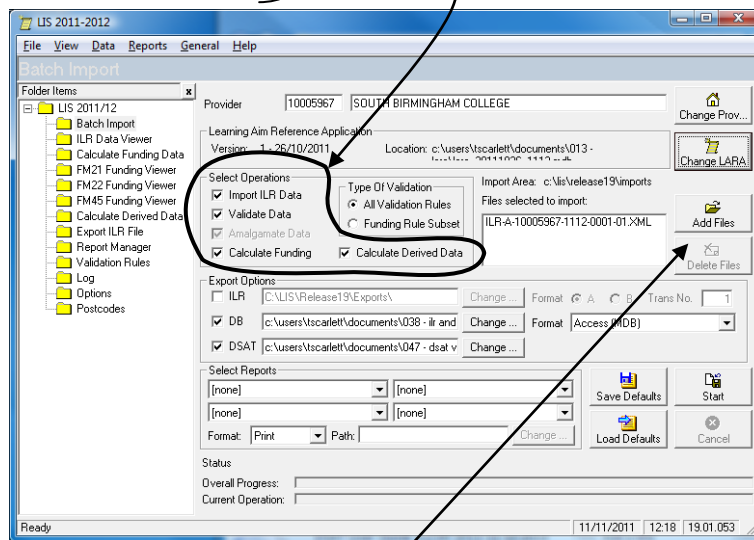 LIS 2011-2012
File View Data Reports General Help
Batch Import
Folder Items x
LIS 2011/12
Batch Import
ILR Data Viewer
Calculate Funding Data
FM21 Funding Viewer
FM22 Funding Viewer
FM45 Funding Viewer
Calculate Derived Data
Export ILR File
Report Manager
Validation Rules
Log
Options
Postcodes
Provider 10005967 SOUTH BIRMINGHAM COLLEGE
Change Prov...
Learning Aim Reference Application
Version: 1 - 26/10/2011 Location: c:\users\tscarlett\documents\013 -
Change LARA
Select Operations
Import ILR Data
Validate Data
Amalgamate Data
Calculate Funding
Calculate Derived Data
Type Of Validation
All Validation Rules
Funding Rule Subset
Import Area: c:\lis\release19\imports
Files selected to import:
ILR-A-10005967-1112-0001-01.XML
Add Files
Delete Files
Export Options
ILR C:\LIS\Release19\Exports\ Change ... Format A B Trans No. 1
DB c:\users\tscarlett\documents\038 - ilr and Change ... Format Access (MDB)
DSAT c:\users\tscarlett\documents\047 - dsat v Change ...
Select Reports
[none] [none]
[none] [none]
Format: Print Path: Change ...
Save Defaults
Start
Load Defaults
Cancel
Status
Overall Progress:
Current Operation:
Ready 11/11/2011 12:18 19.01.053